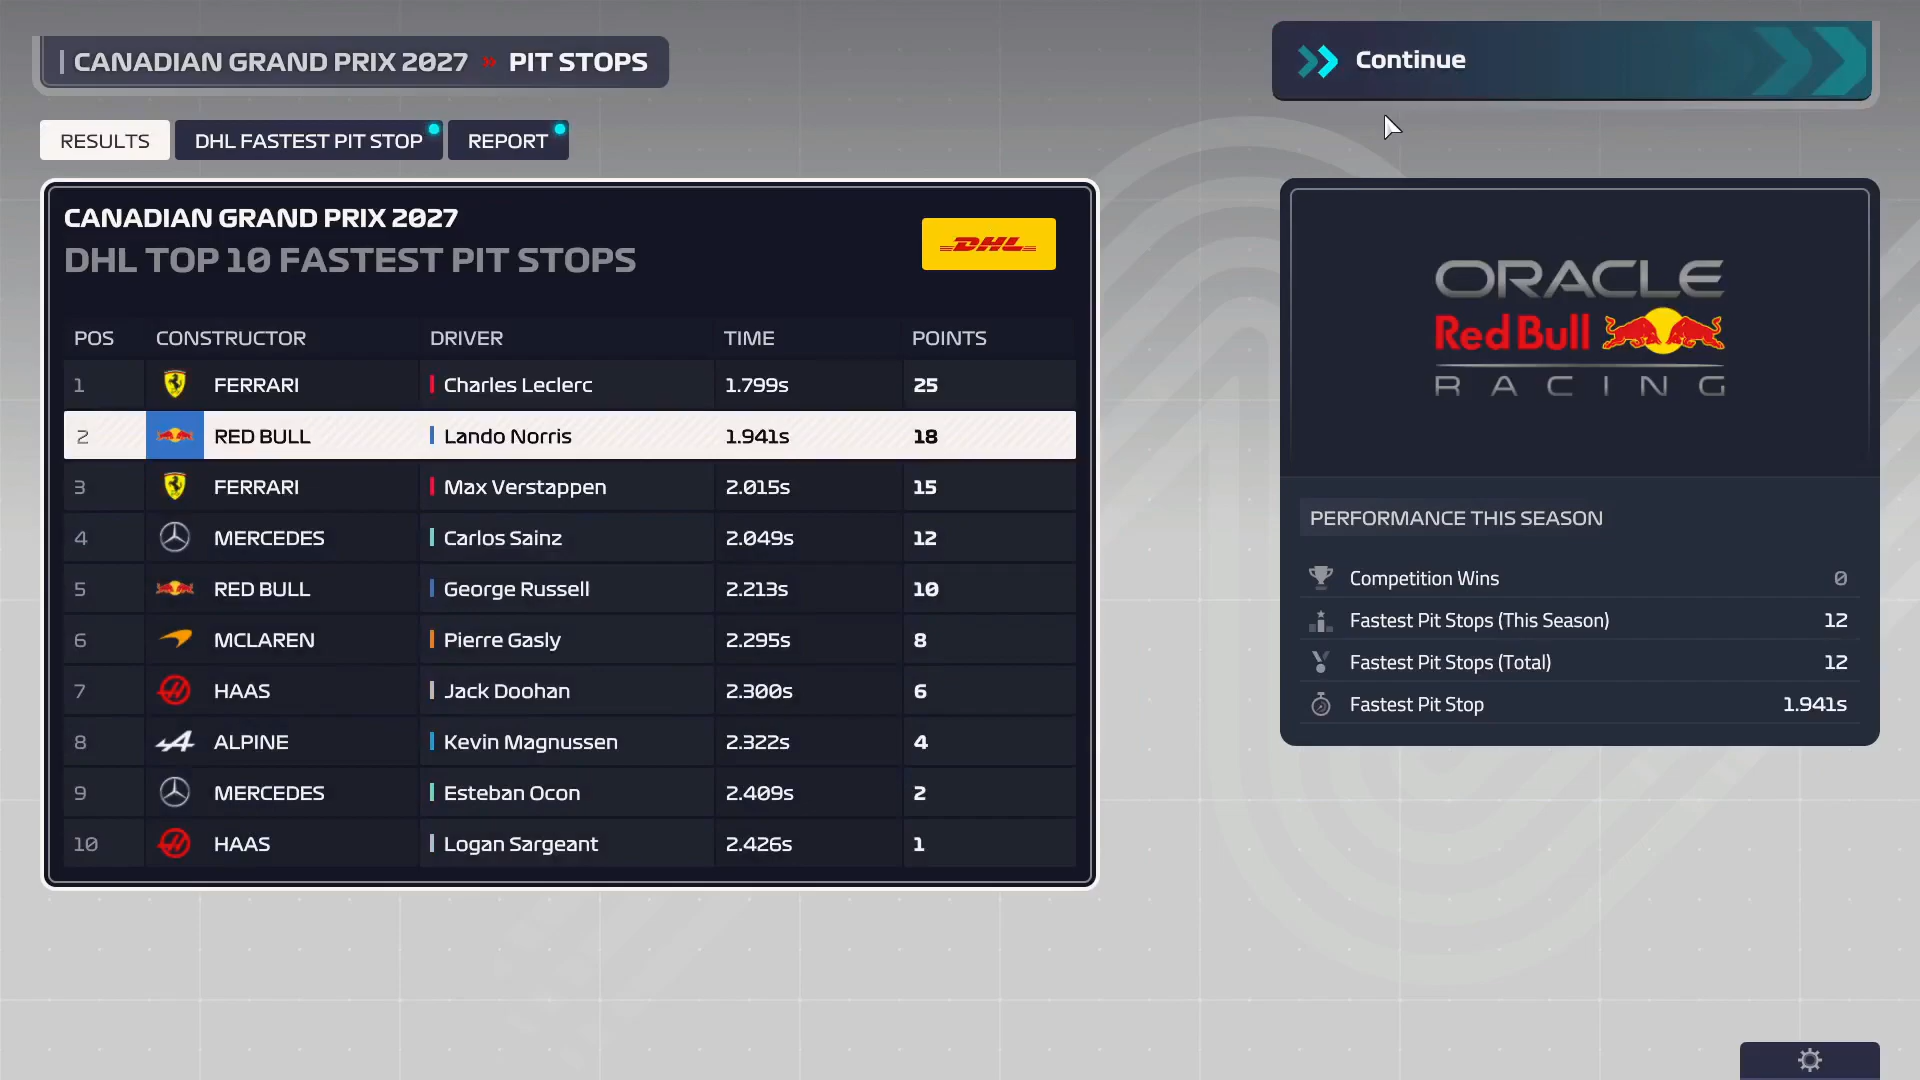 CANADIAN GRAND PRIX 2027 » PIT STOPS
Continue
RESULTS DHL FASTEST PIT STOP REPORT
CANADIAN GRAND PRIX 2027
DHL TOP 10 FASTEST PIT STOPS
DHL
POS CONSTRUCTOR DRIVER TIME POINTS
1 FERRARI Charles Leclerc 1.799s 25
2 RED BULL Lando Norris 1.941s 18
3 FERRARI Max Verstappen 2.015s 15
4 MERCEDES Carlos Sainz 2.049s 12
5 RED BULL George Russell 2.213s 10
6 MCLAREN Pierre Gasly 2.295s 8
7 HAAS Jack Doohan 2.300s 6
8 ALPINE Kevin Magnussen 2.322s 4
9 MERCEDES Esteban Ocon 2.409s 2
10 HAAS Logan Sargeant 2.426s 1
ORACLE
Red Bull
RACING
PERFORMANCE THIS SEASON
Competition Wins 0
Fastest Pit Stops (This Season) 12
Fastest Pit Stops (Total) 12
Fastest Pit Stop 1.941s